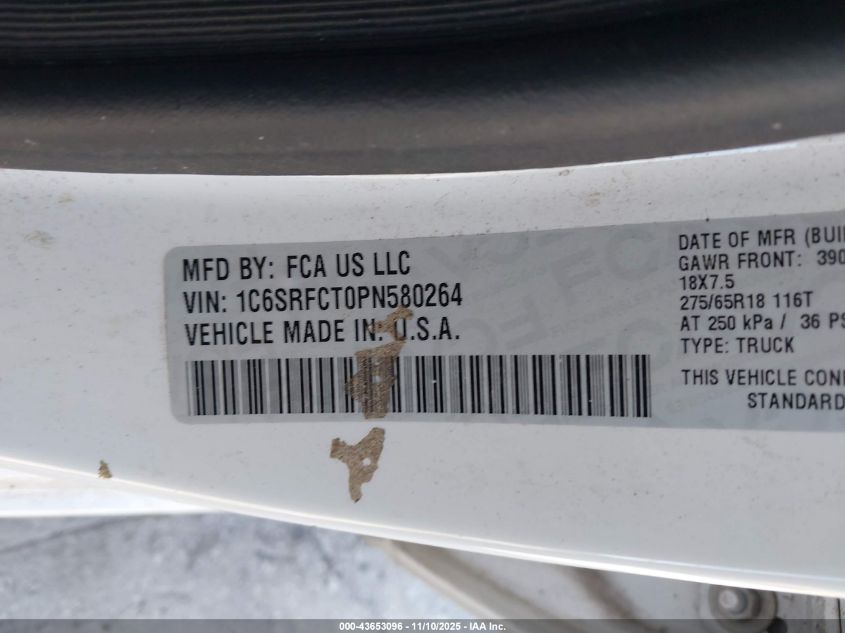 MFD BY: FCA US LLC
VIN: 1C6SRFCT0PN580264
VEHICLE MADE IN: U.S.A.
DATE OF MFR (BUI
GAWR FRONT: 390
18X7.5
275/65R18 116T
AT 250 kPa / 36 PS
TYPE: TRUCK
THIS VEHICLE CON
STANDARD
000-43653096 - 11/10/2025 - IAA Inc.